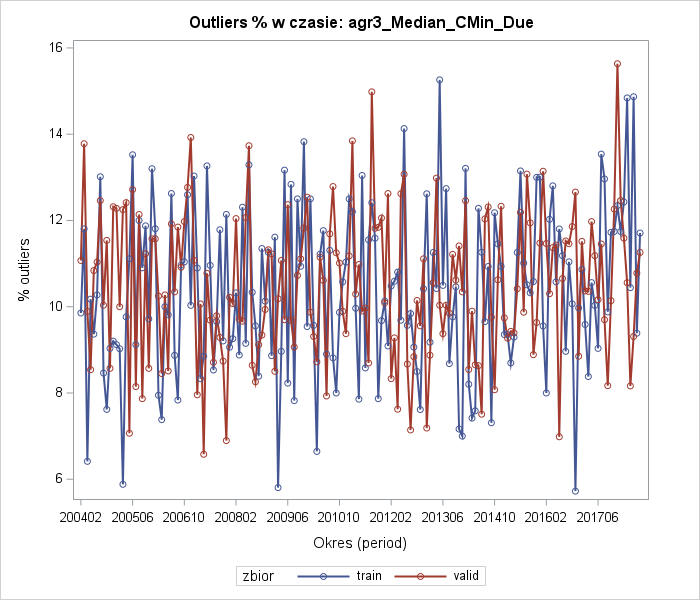 Outliers % w czasie: agr3_Median_CMin_Due
16
14
12
10
8
6
% outliers
200402 200506 200610 200802 200906 201010 201202 201306 201410 201602 201706
Okres (period)
zbior train valid